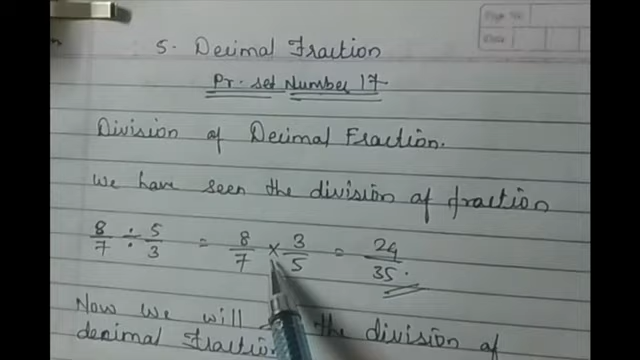 5. Decimal Fraction
Pr. set Number 17
Division of Decimal Fraction.
We have seen the division of fraction
8/7 ÷ 5/3 = 8/7 × 3/5 = 24/35.
Now we will the division of
decimal Fraction